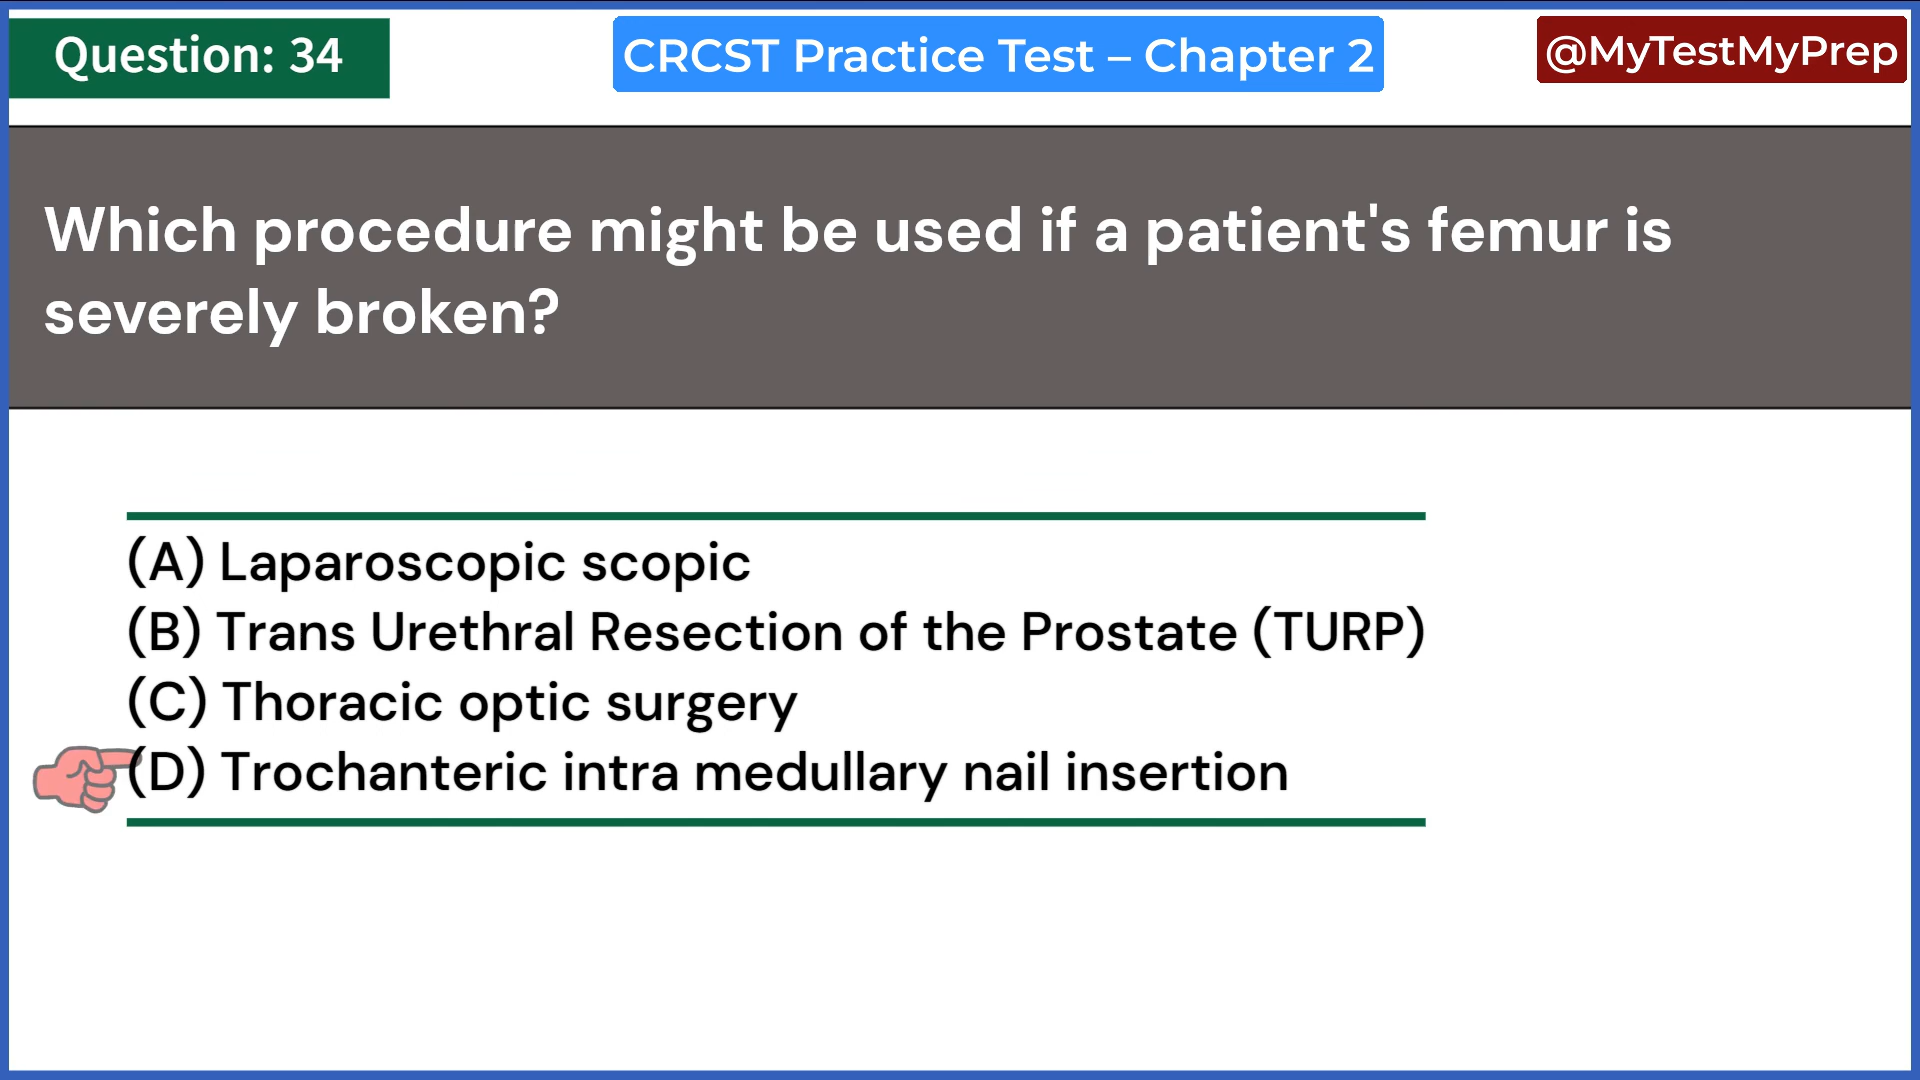 Question: 34
CRCST Practice Test – Chapter 2
@MyTestMyPrep
Which procedure might be used if a patient's femur is
severely broken?
(A) Laparoscopic scopic
(B) Trans Urethral Resection of the Prostate (TURP)
(C) Thoracic optic surgery
(D) Trochanteric intra medullary nail insertion